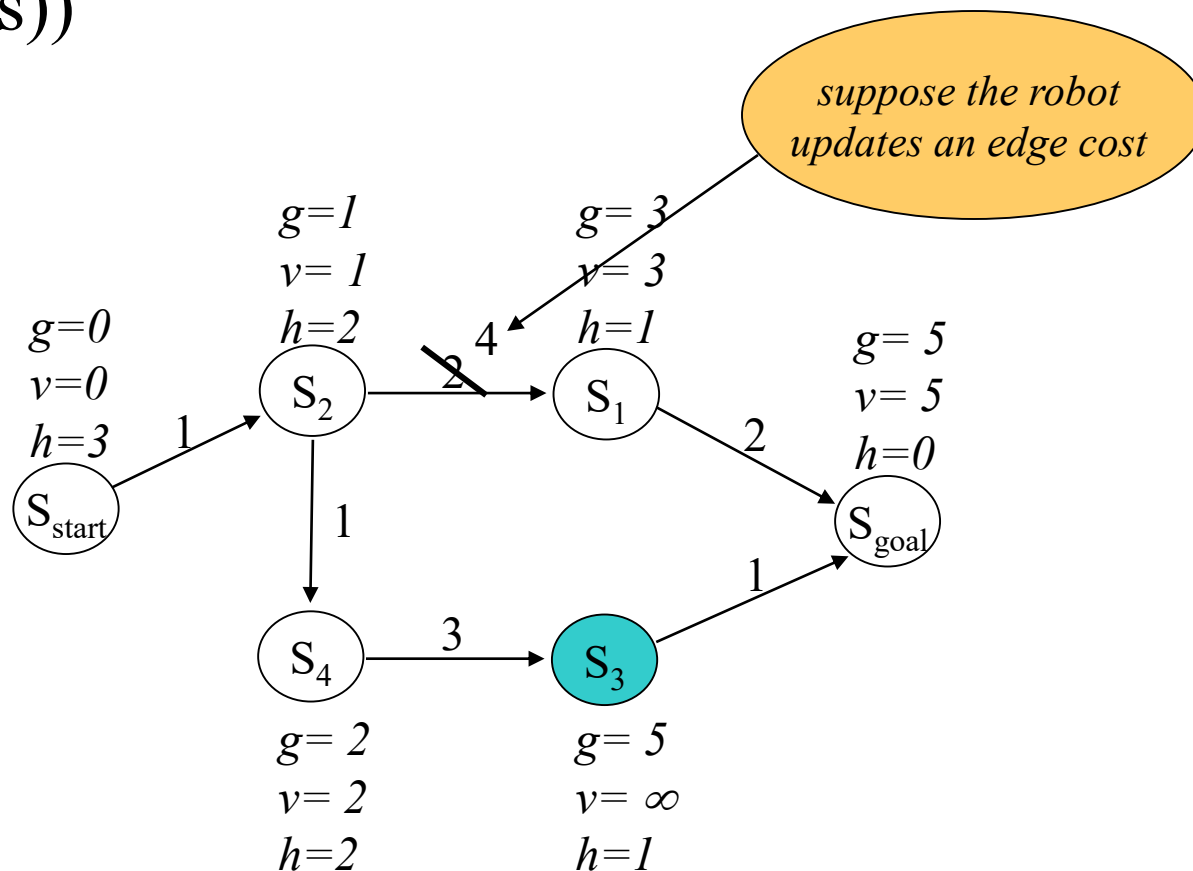 s))
suppose the robot
updates an edge cost
g=1
v= 1
h=2
g= 3
v= 3
h=1
g=0
v=0
h=3
g= 5
v= 5
h=0
4
2
1
2
S2
S1
Sstart
Sgoal
1
1
3
S4
S3
g= 2
v= 2
h=2
g= 5
v= ∞
h=1